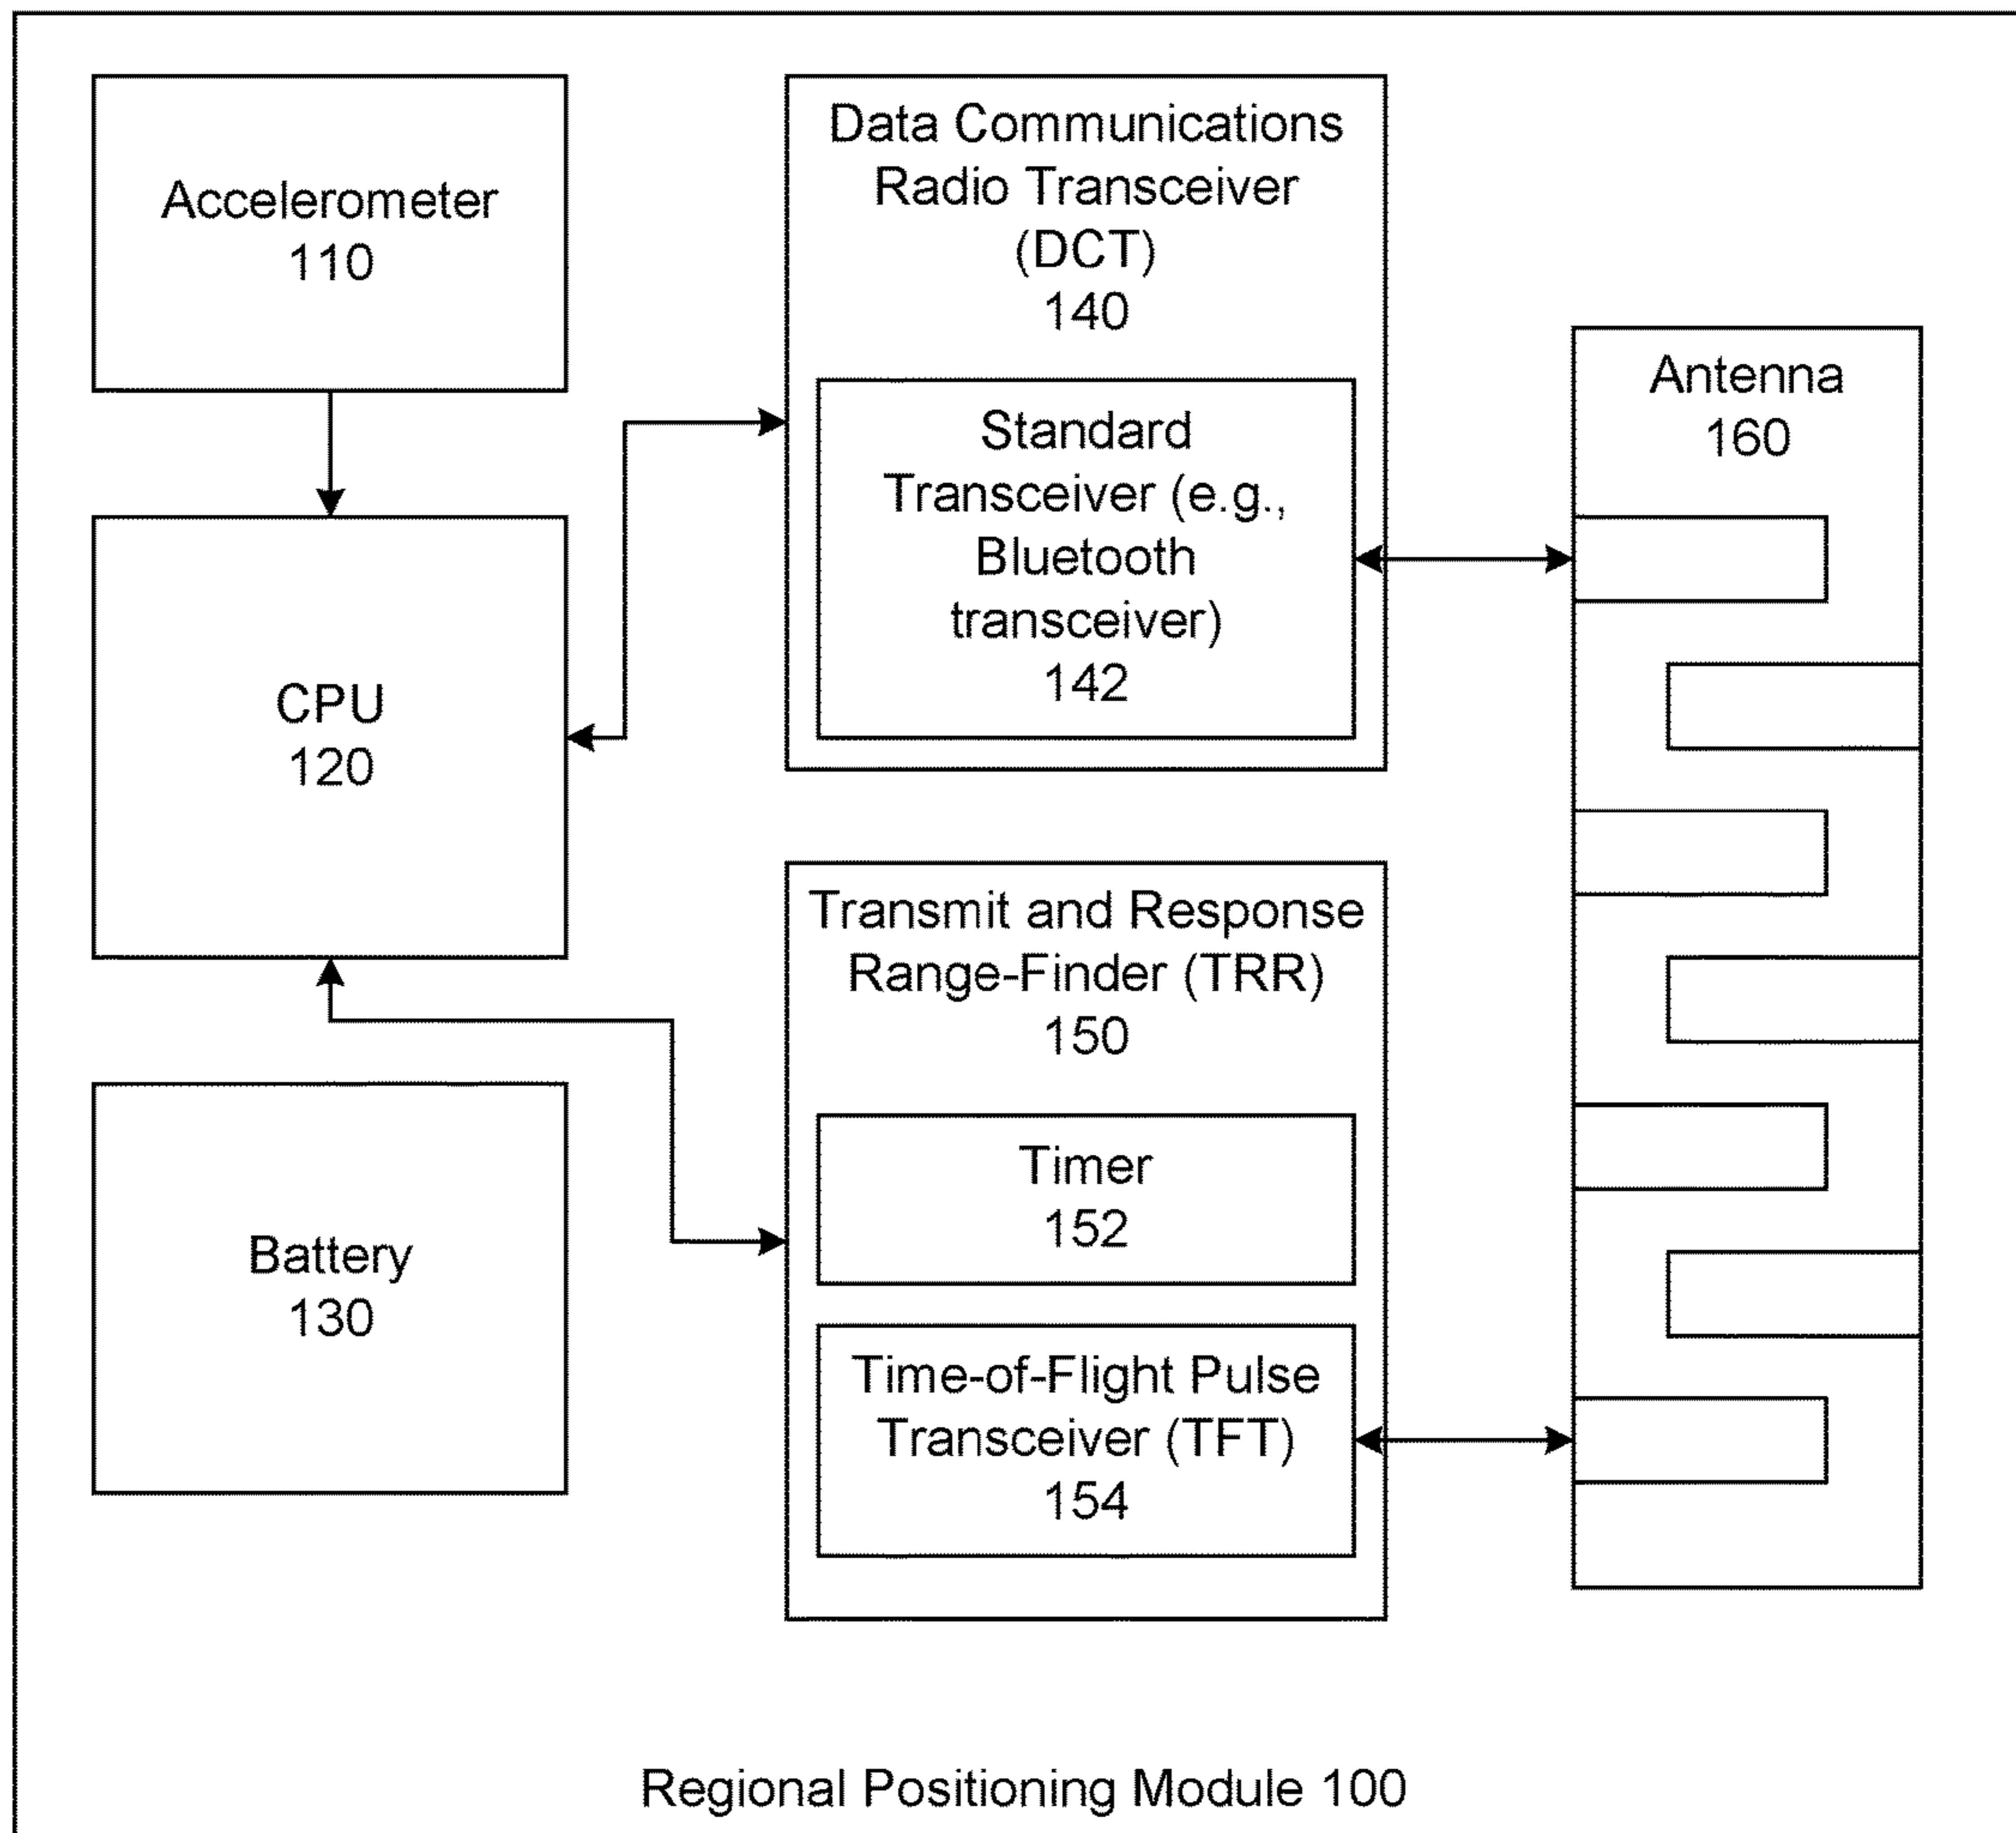 Accelerometer
110
CPU
120
Battery
130
Data Communications
Radio Transceiver
(DCT)
140
Standard
Transceiver (e.g.,
Bluetooth
transceiver)
142
Transmit and Response
Range-Finder (TRR)
150
Timer
152
Time-of-Flight Pulse
Transceiver (TFT)
154
Antenna
160
Regional Positioning Module 100